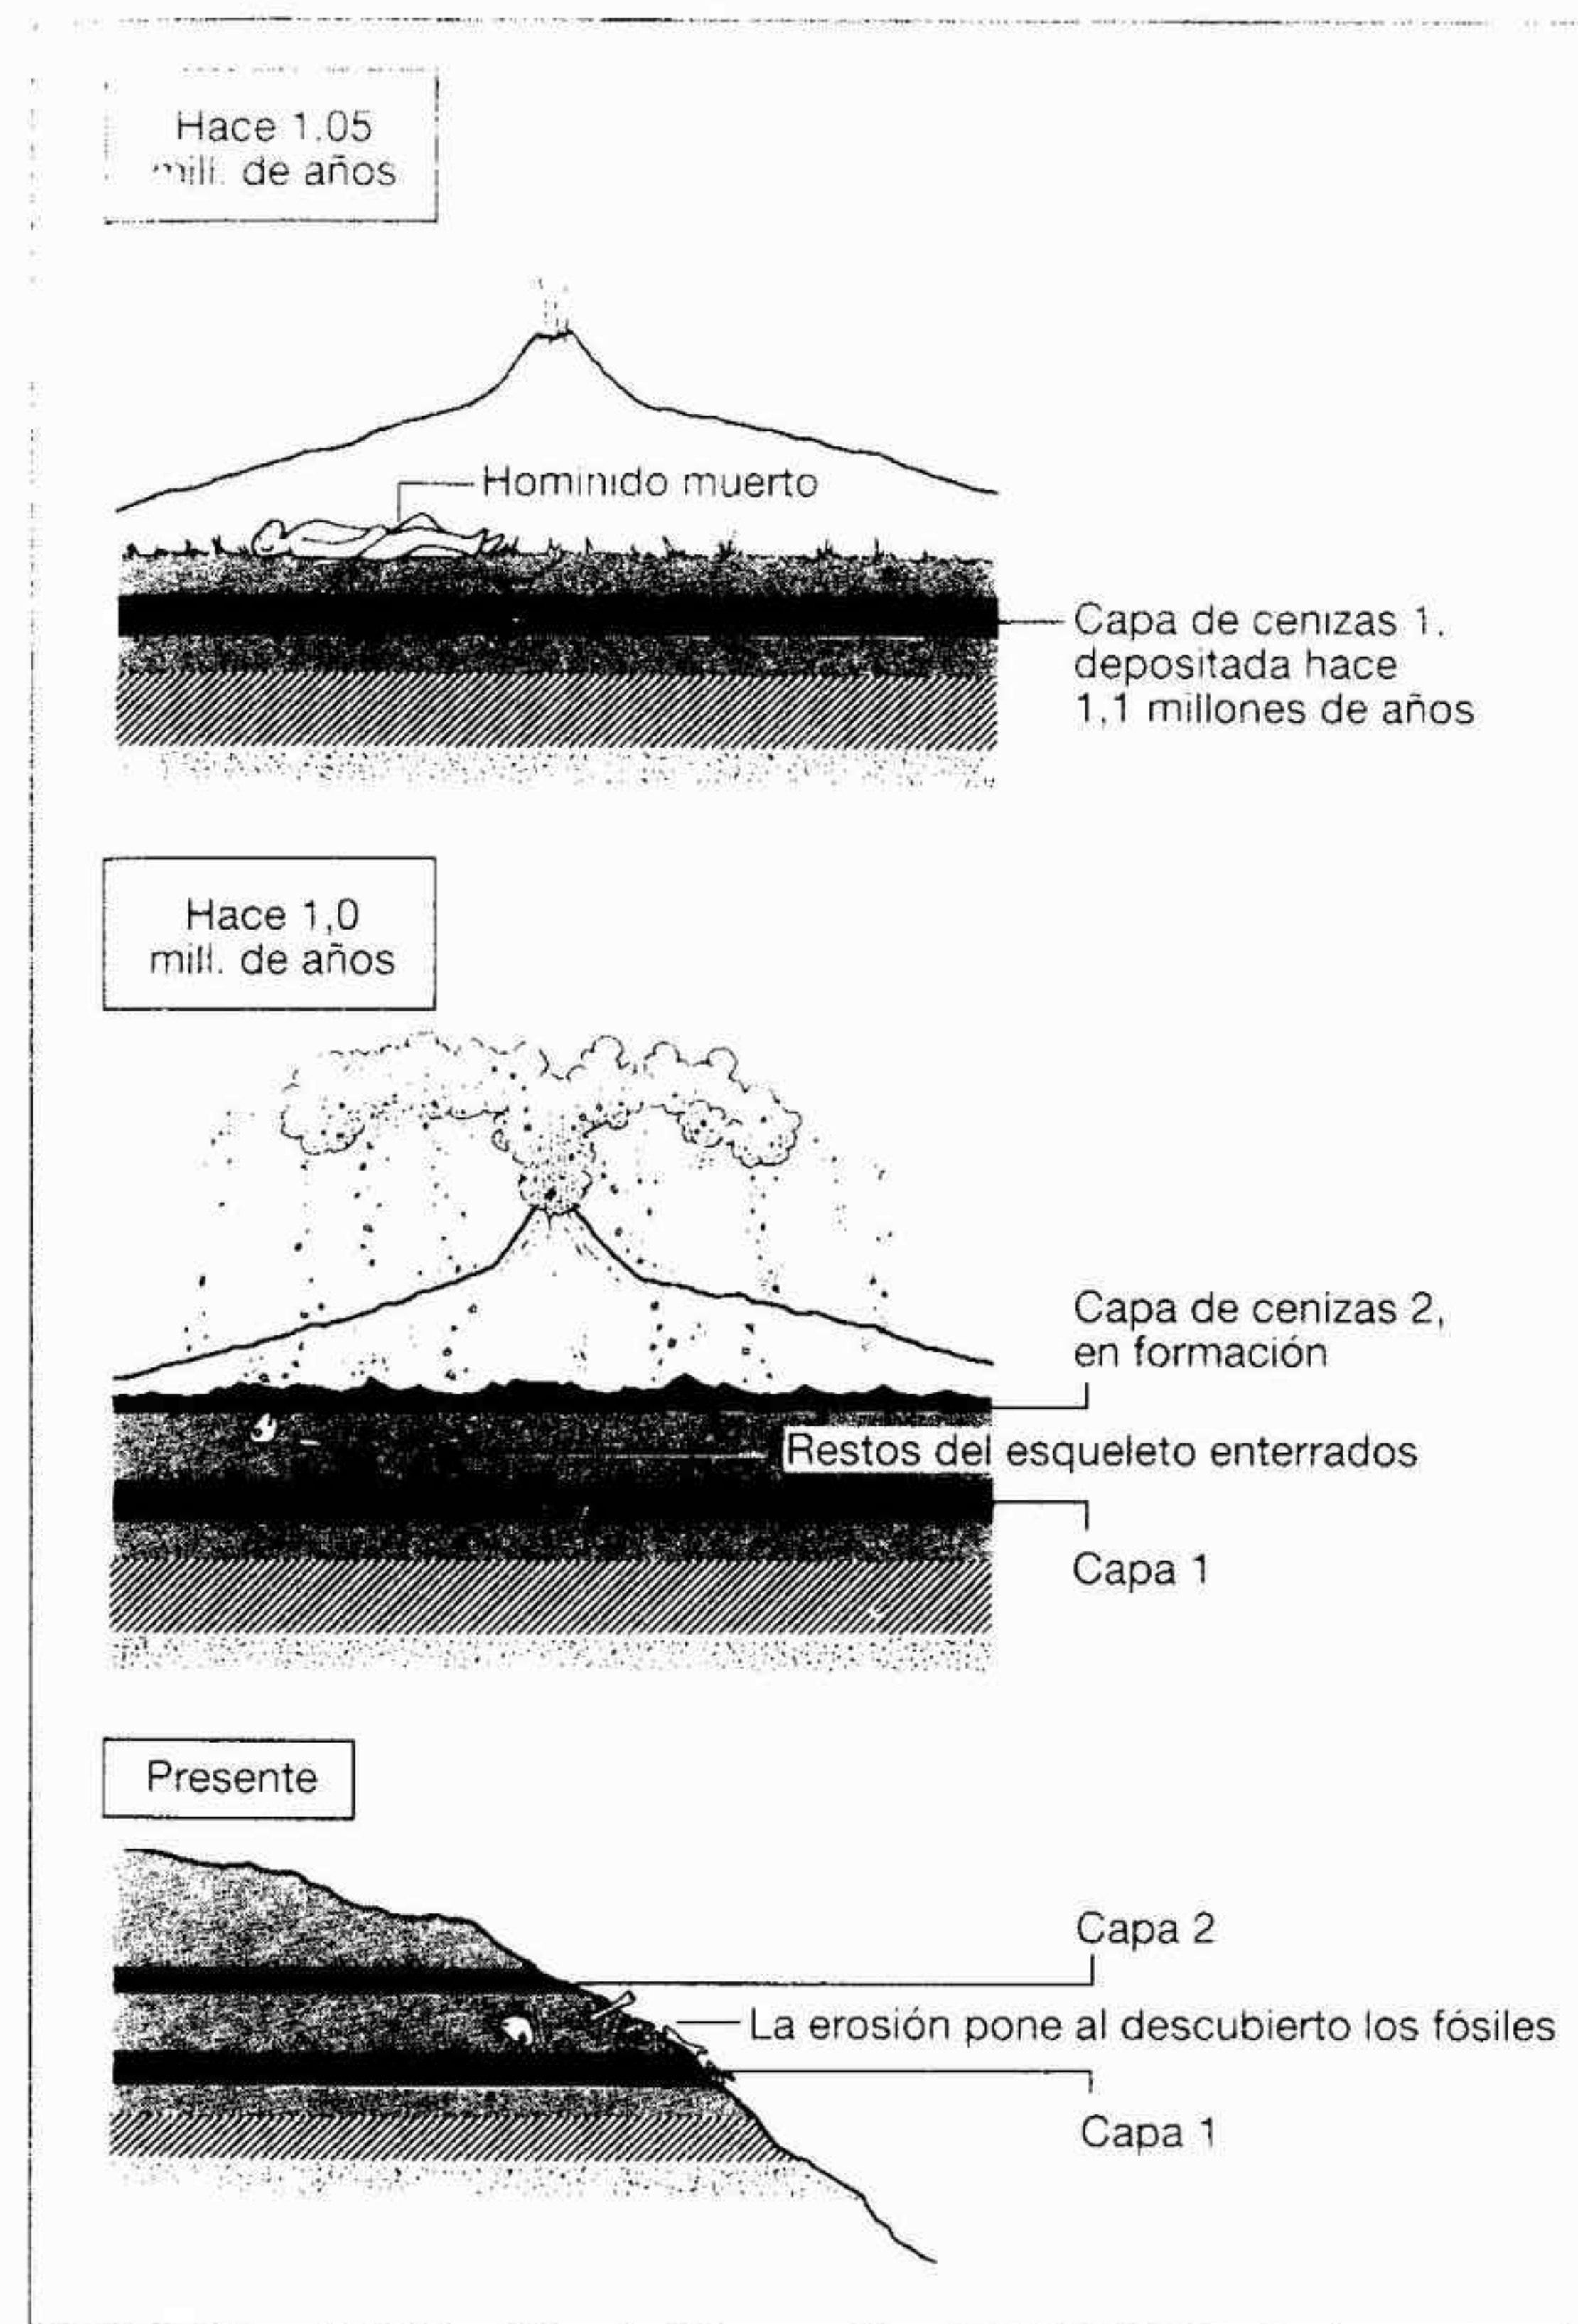 Hace 1.05
mill. de años
Hominido muerto
Capa de cenizas 1.
depositada hace
1,1 millones de años
Hace 1,0
mill. de años
Capa de cenizas 2,
en formación
Restos del esqueleto enterrados
Capa 1
Presente
Capa 2
La erosión pone al descubierto los fósiles
Capa 1